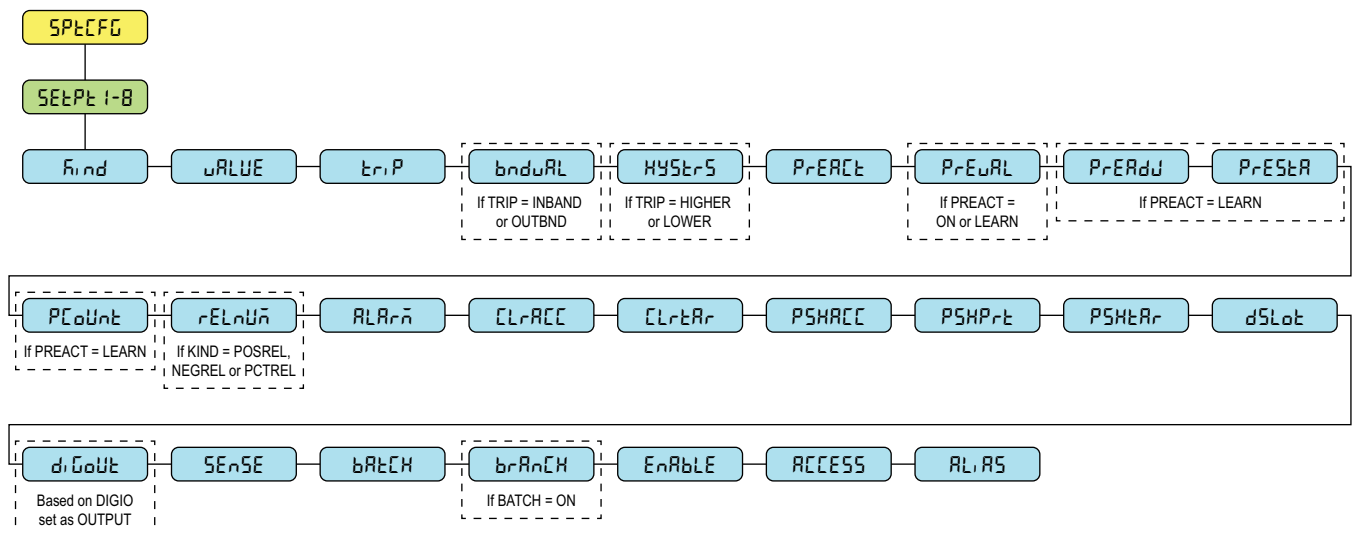 SPtCFG
SEtPt 1-8
Kind
vALUE
triP
bndvAL
HYStrS
PrEACt
PrEvAL
PrEAdJ
PrEStA
If TRIP = INBAND
or OUTBND
If TRIP = HIGHER
or LOWER
If PREACT =
ON or LEARN
If PREACT = LEARN
PCoUnt
rELnUM
ALArM
CLrACC
CLrtAr
PSHACC
PSHPrt
PSHtAr
dSLot
If PREACT = LEARN
If KIND = POSREL,
NEGREL or PCTREL
diGoUt
SEnSE
bAtCH
brAnCH
EnAbLE
ACCESS
ALiAS
Based on DIGIO
set as OUTPUT
If BATCH = ON